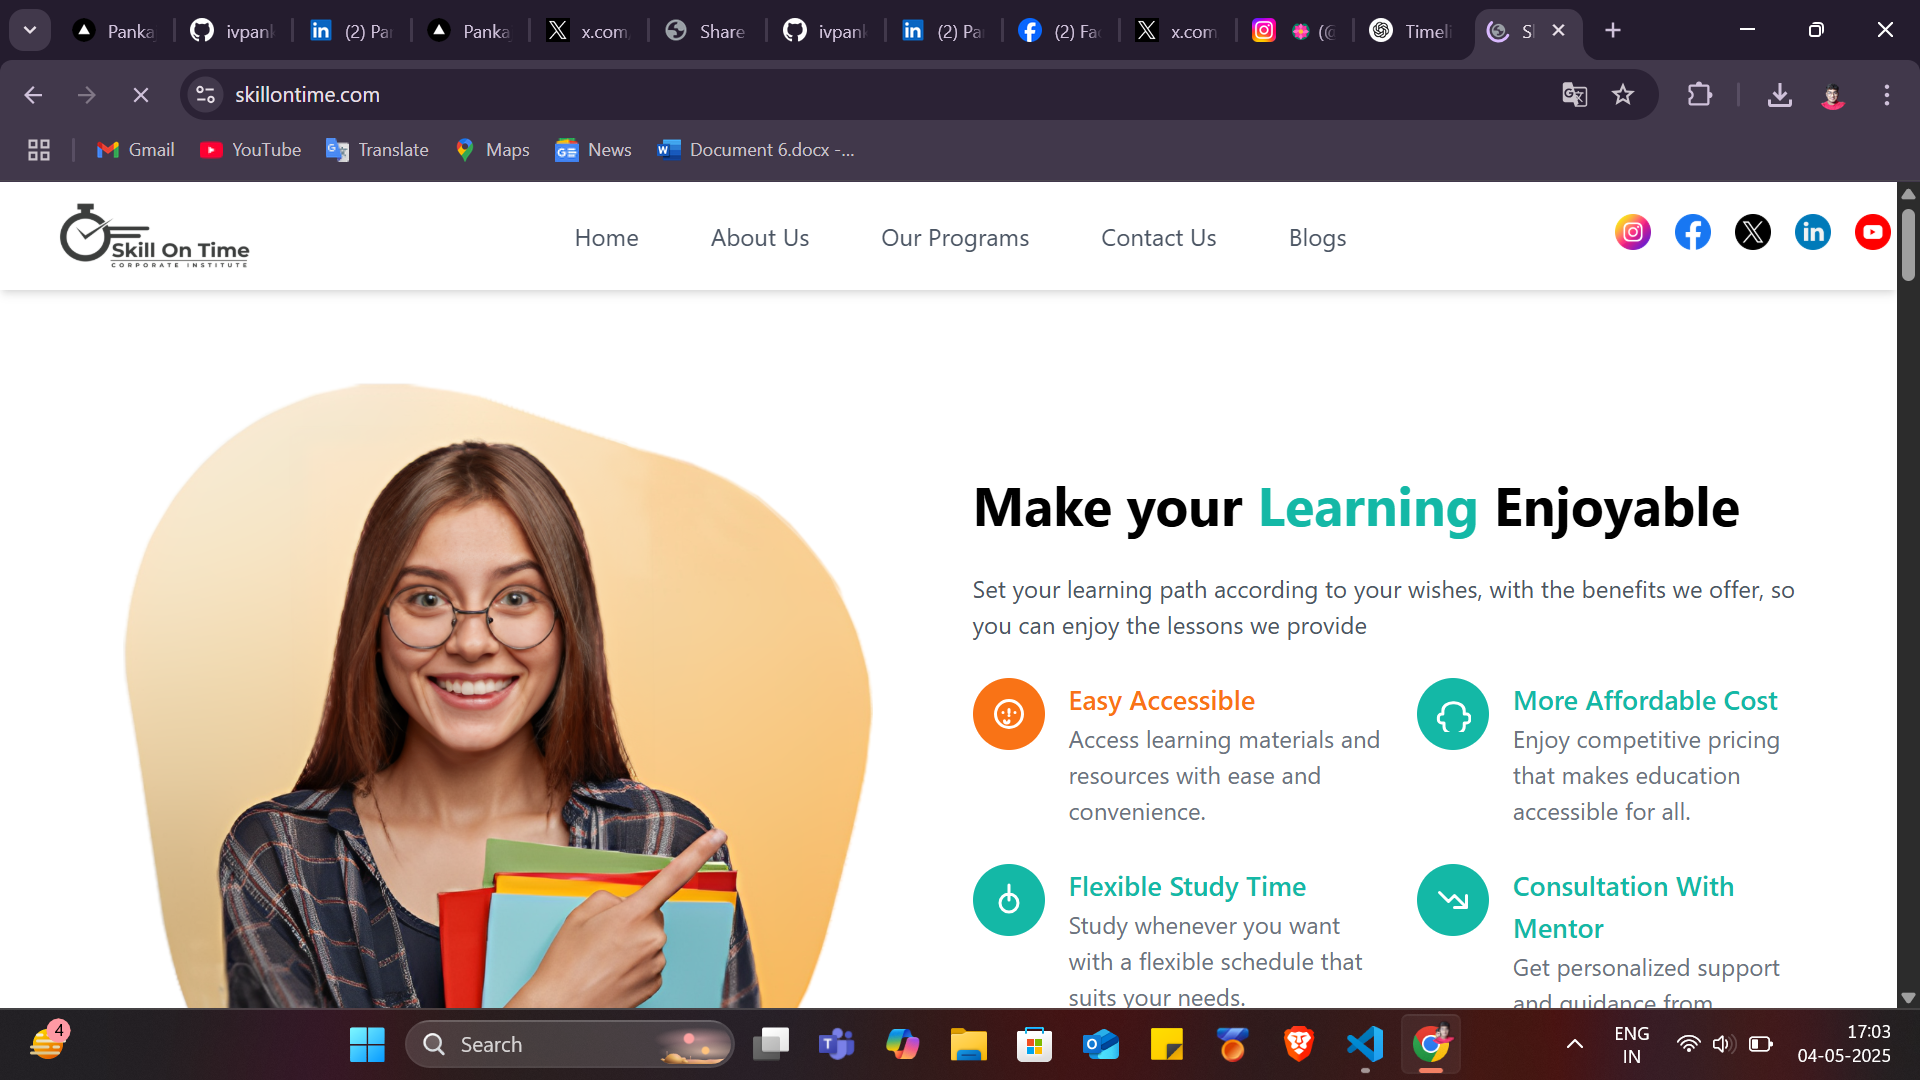 Panka
ivpank
(2) Pa
Panka
x.com/
Share
ivpank
(2) Pa
(2) Fac
x.com
(@
Timeli
Sl
skillontime.com
Gmail
YouTube
Translate
Maps
News
Document 6.docx -...
Skill On Time
CORPORATE INSTITUTE
Home
About Us
Our Programs
Contact Us
Blogs
Make your Learning Enjoyable
Set your learning path according to your wishes, with the benefits we offer, so
you can enjoy the lessons we provide
Easy Accessible
Access learning materials and
resources with ease and
convenience.
More Affordable Cost
Enjoy competitive pricing
that makes education
accessible for all.
Flexible Study Time
Study whenever you want
with a flexible schedule that
suits your needs.
Consultation With
Mentor
Get personalized support
and guidance from
4
Search
ENG
IN
17:03
04-05-2025